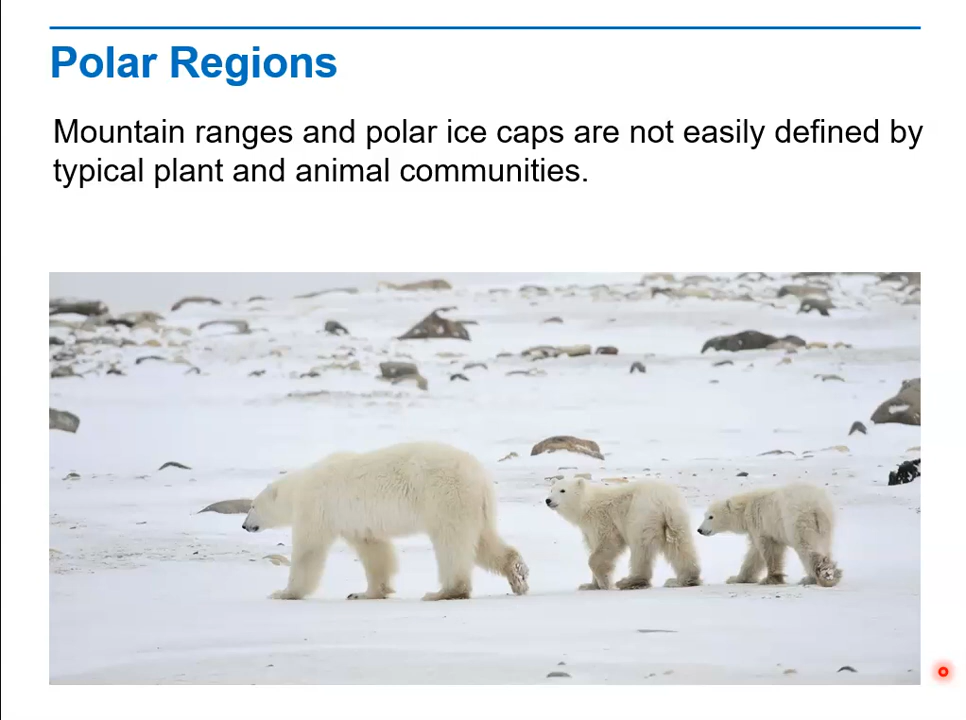 Polar Regions
Mountain ranges and polar ice caps are not easily defined by
typical plant and animal communities.